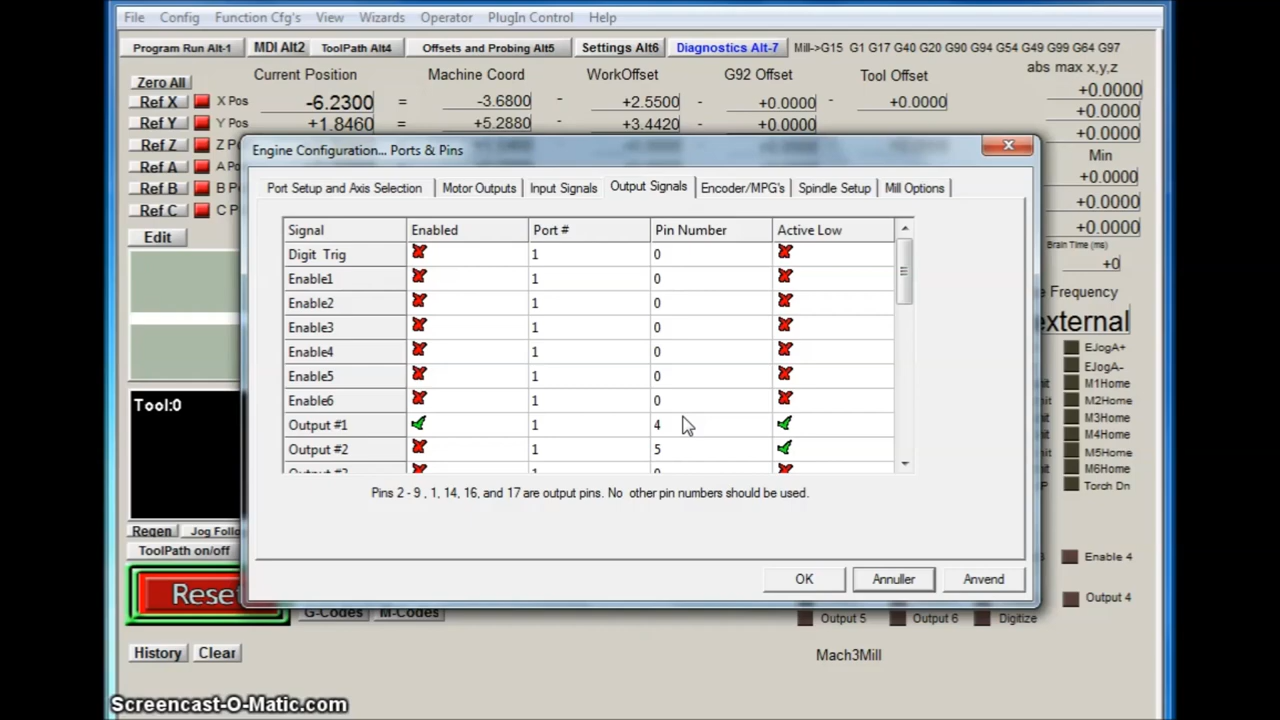 File Config Function Cfg's View Wizards Operator PlugIn Control Help
Program Run Alt-1 MDI Alt2 ToolPath Alt4 Offsets and Probing Alt5 Settings Alt6 Diagnostics Alt-7 Mill->G15 G1 G17 G40 G20 G90 G94 G54 G49 G99 G64 G97
Zero All Current Position Machine Coord WorkOffset G92 Offset Tool Offset abs max x,y,z
Ref X X Pos -6.2300 = -3.6800 - +2.5500 - +0.0000 - +0.0000 +0.0000
Ref Y Y Pos +1.8460 = +5.2880 - +3.4420 - +0.0000 +0.0000
Ref Z Z P +0.0000
Ref A A P
Ref B B P
Ref C C P
Min
+0.0000
+0.0000
+0.0000
Brain Time (ms)
+0
Frequency
external
Edit
Engine Configuration... Ports & Pins
Port Setup and Axis Selection Motor Outputs Input Signals Output Signals Encoder/MPG's Spindle Setup Mill Options
Signal Enabled Port # Pin Number Active Low
Digit Trig 1 0
Enable1 1 0
Enable2 1 0
Enable3 1 0
Enable4 1 0
Enable5 1 0
Enable6 1 0
Output #1 1 4
Output #2 1 5
Pins 2 - 9 , 1, 14, 16, and 17 are output pins. No other pin numbers should be used.
OK Annuller Anvend
EJogA+
EJogA-
M1Home
M2Home
M3Home
M4Home
M5Home
M6Home
Torch Dn
Enable 4
Output 4
Output 5 Output 6 Digitize
Tool:0
Regen Jog Follo
ToolPath on/off
Reset
G-Codes M-Codes
History Clear
Mach3Mill
Screencast-O-Matic.com